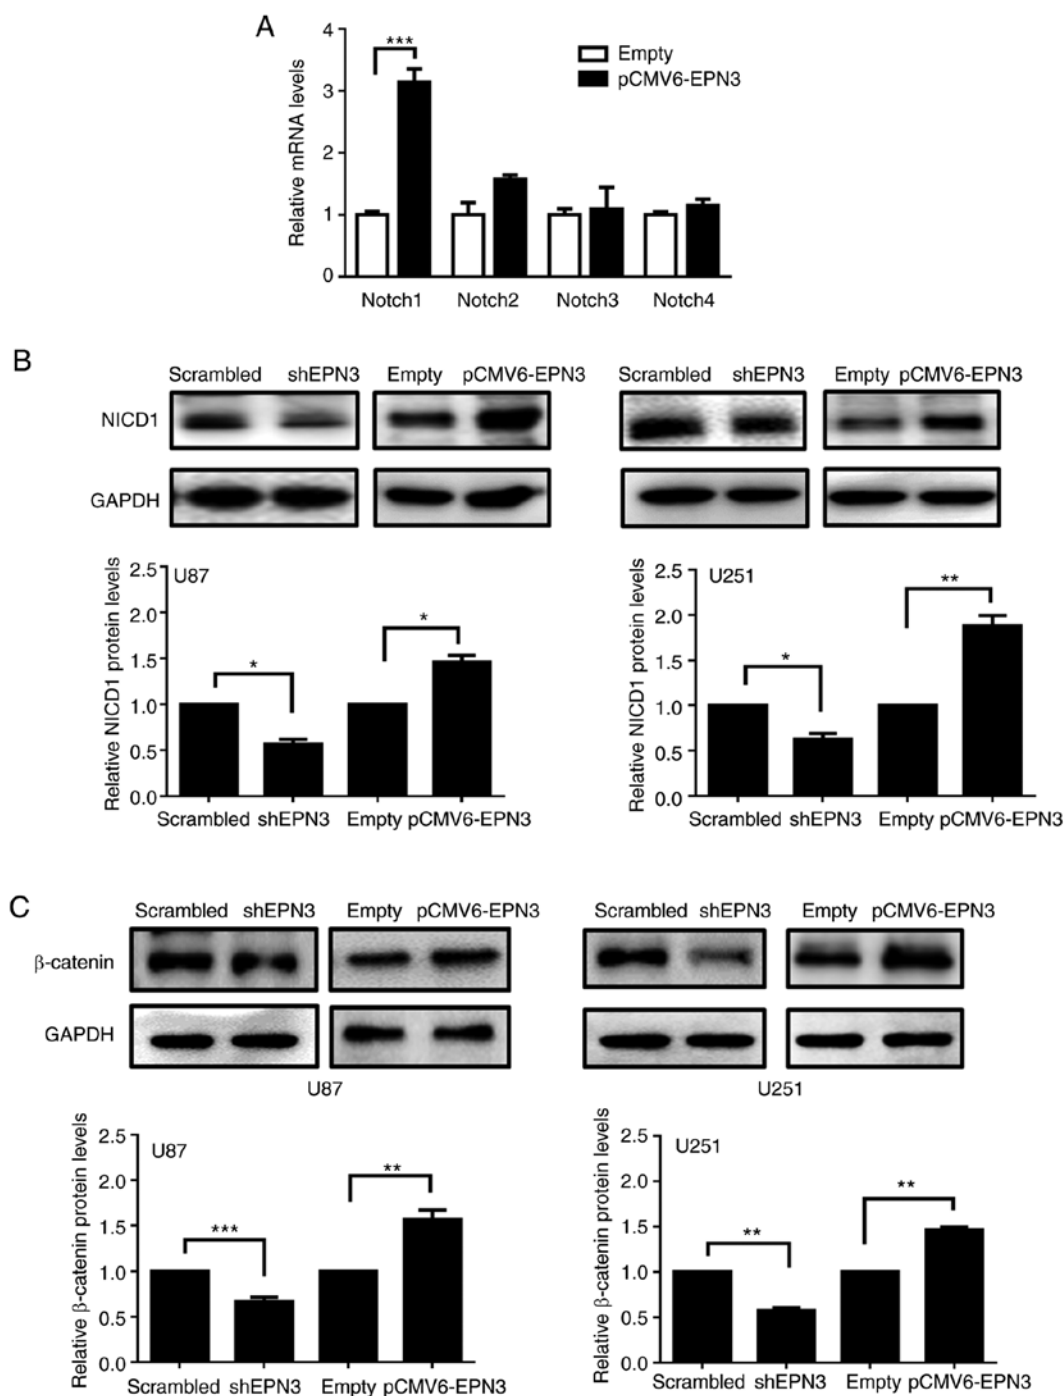 A
Relative mRNA levels
4
3
2
1
0
***
Empty
pCMV6-EPN3
Notch1 Notch2 Notch3 Notch4
B
Scrambled shEPN3 Empty pCMV6-EPN3 Scrambled shEPN3 Empty pCMV6-EPN3
NICD1
GAPDH
Relative NICD1 protein levels
2.5
2.0
1.5
1.0
0.5
0.0
U87
*
*
Scrambled shEPN3 Empty pCMV6-EPN3
Relative NICD1 protein levels
2.5
2.0
1.5
1.0
0.5
0.0
U251
*
**
Scrambled shEPN3 Empty pCMV6-EPN3
C
Scrambled shEPN3 Empty pCMV6-EPN3 Scrambled shEPN3 Empty pCMV6-EPN3
β-catenin
GAPDH
U87 U251
Relative β-catenin protein levels
2.5
2.0
1.5
1.0
0.5
0.0
U87
***
**
Scrambled shEPN3 Empty pCMV6-EPN3
Relative β-catenin protein levels
2.5
2.0
1.5
1.0
0.5
0.0
U251
**
**
Scrambled shEPN3 Empty pCMV6-EPN3